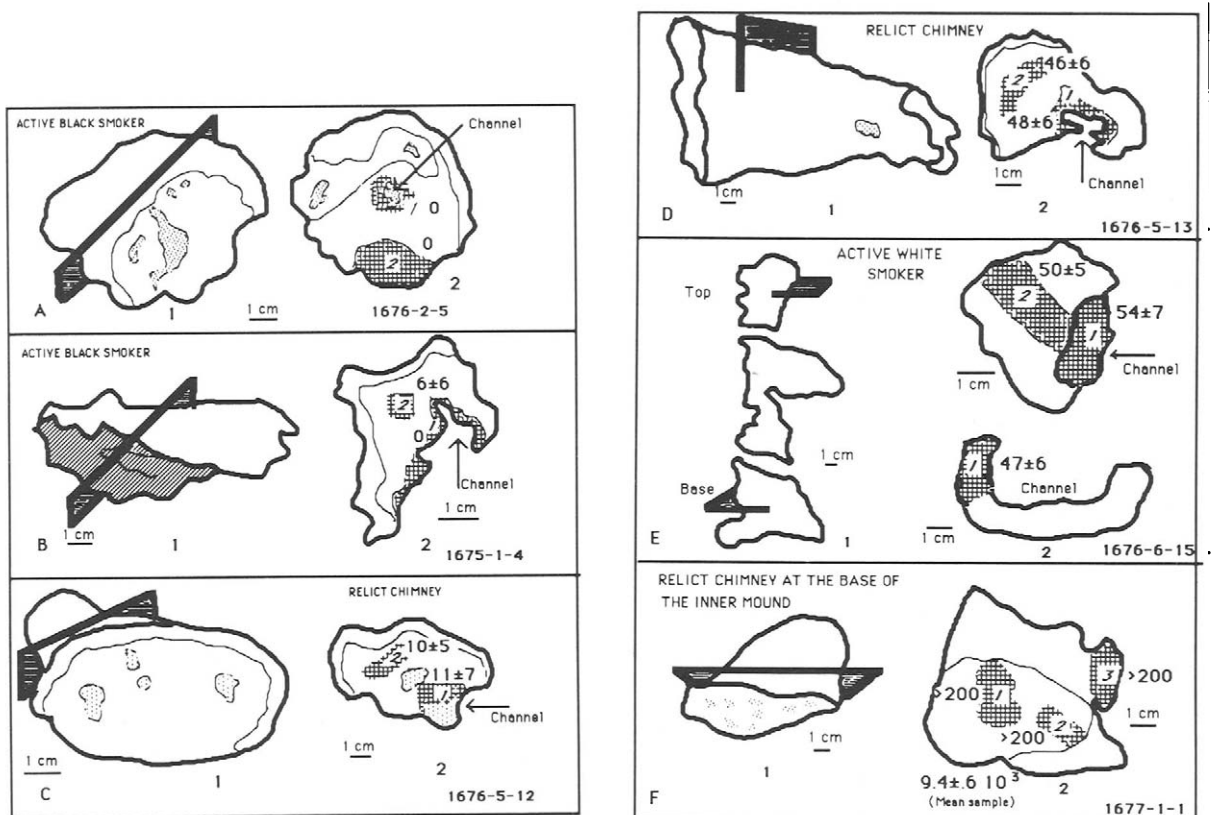 ACTIVE BLACK SMOKER
Channel
1 0
0
2
A
1
1 cm
2
1676-2-5
ACTIVE BLACK SMOKER
6±6
2
0
1
Channel
1 cm
1 cm
B
1
2
1675-1-4
RELICT CHIMNEY
10±5
2
11±7
1
Channel
1 cm
1 cm
C
1
2
1676-5-12
RELICT CHIMNEY
46±6
2
1
48±6
1cm
1cm
Channel
D
1
2
1676-5-13
ACTIVE WHITE
SMOKER
Top
50±5
2
54±7
1
Channel
1 cm
1 cm
Base
1
47±6
Channel
1 cm
E
1
2
1676-6-15
RELICT CHIMNEY AT THE BASE OF
THE INNER MOUND
3
>200
>200
1
1 cm
>200
2
1 cm
1
9.4±.6 10³
2
(Mean sample)
F
1677-1-1